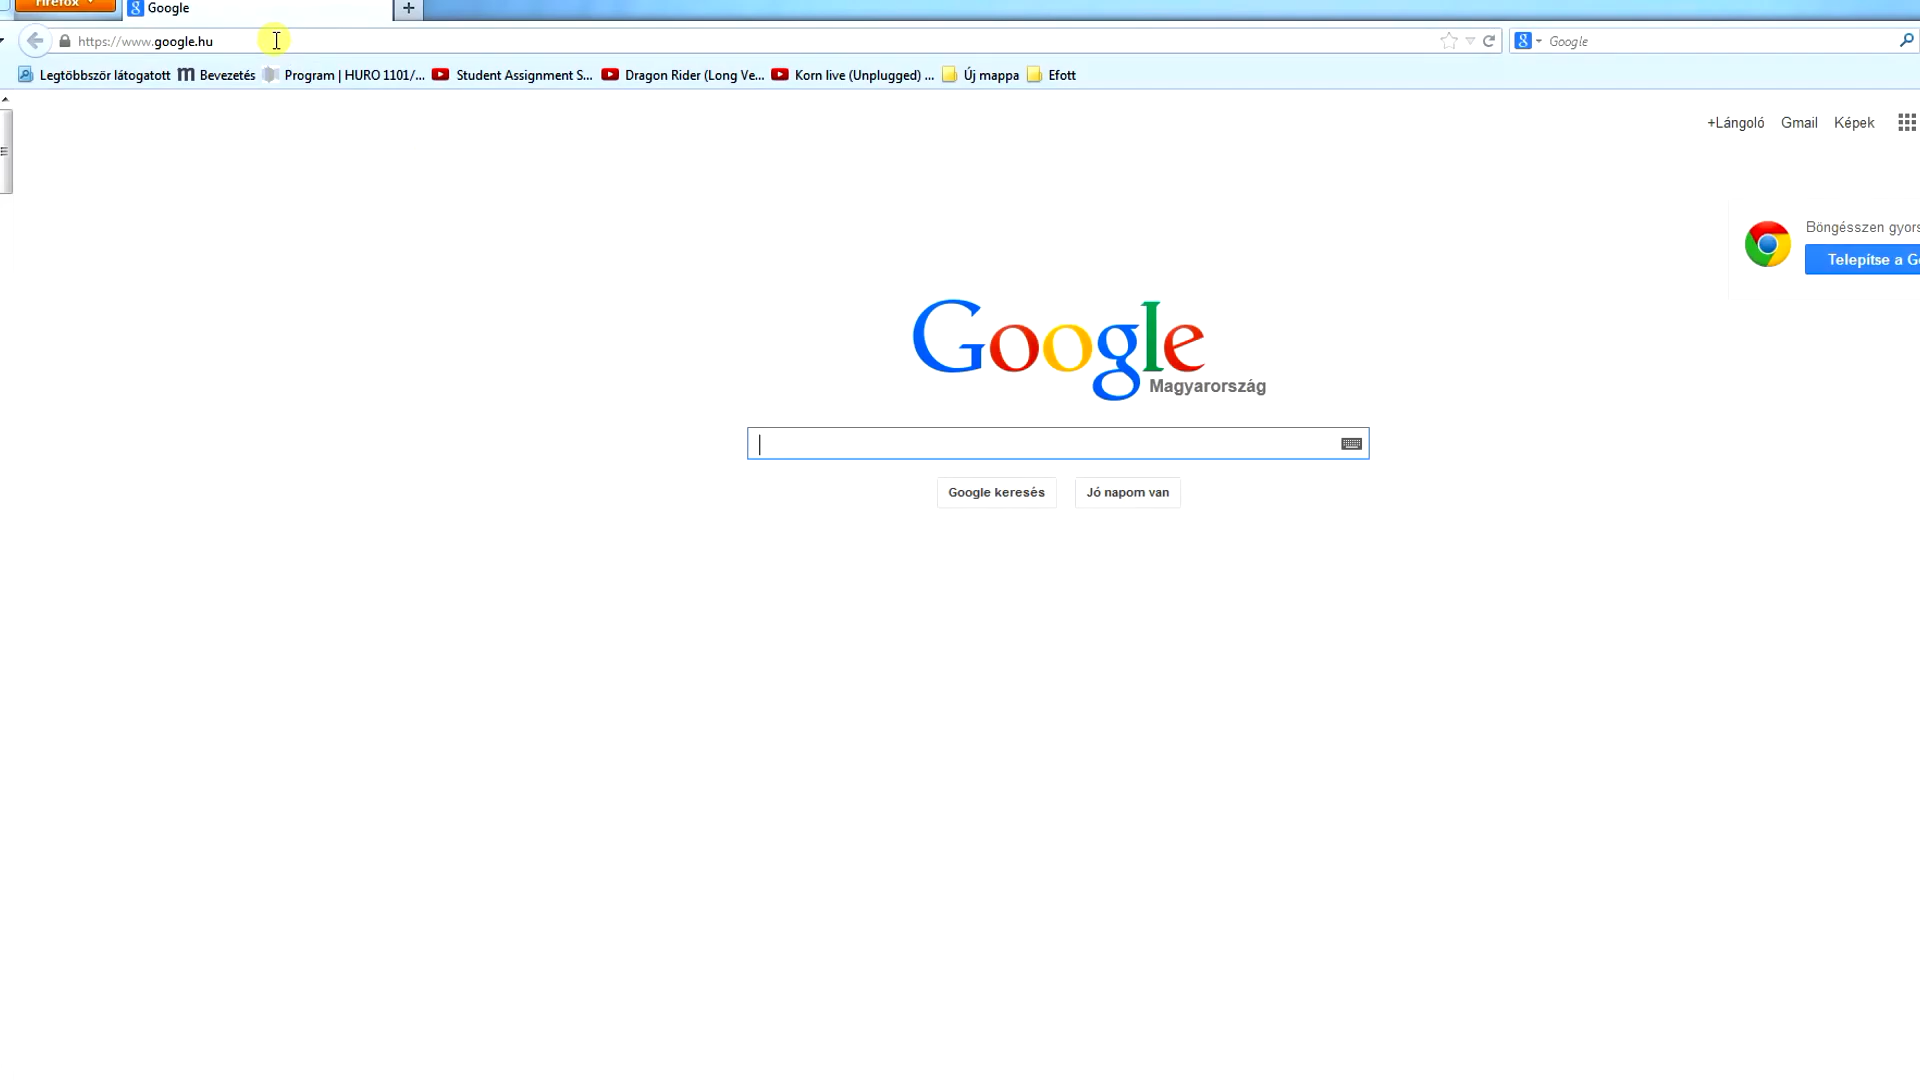 Firefox
Google
https://www.google.hu
Google
Legtöbbször látogatott
Bevezetés
Program | HURO 1101/...
Student Assignment S...
Dragon Rider (Long Ve...
Korn live (Unplugged) ...
Új mappa
Efott
+Lángoló Gmail Képek
Böngésszen gyors
Telepítse a G
Google
Magyarország
Google keresés
Jó napom van